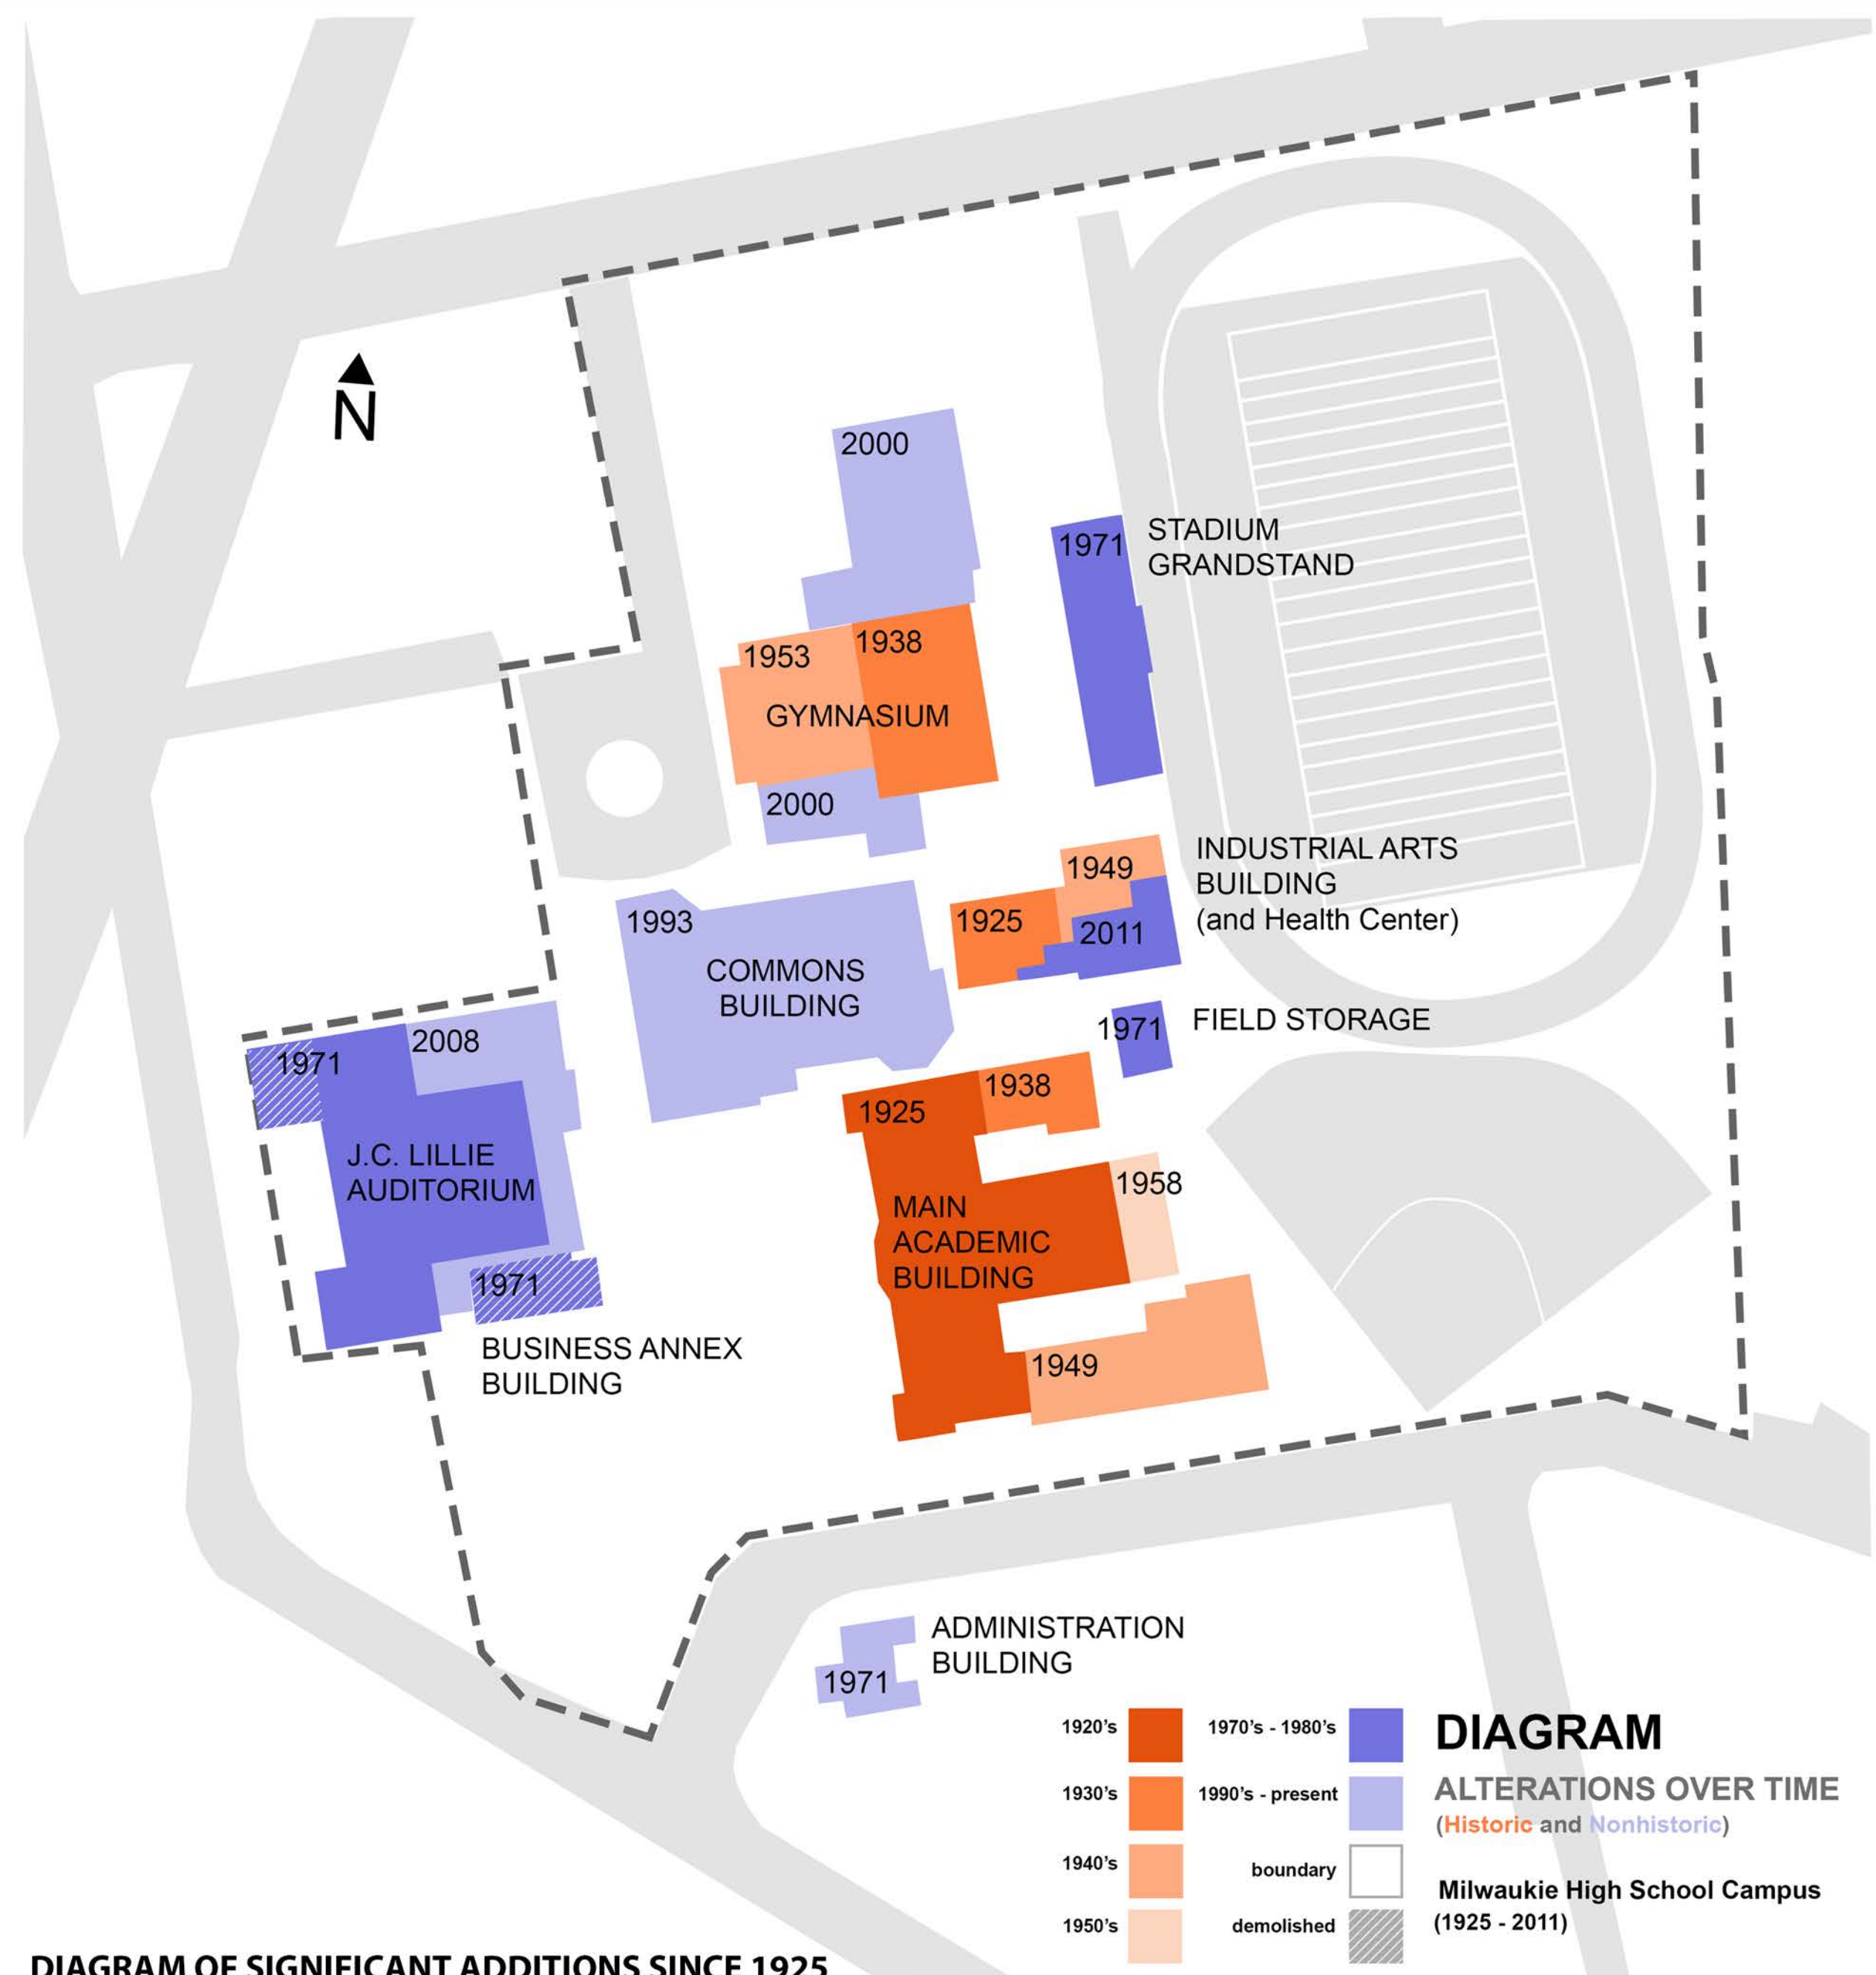 N
2000
1971
STADIUM
GRANDSTAND
1953
1938
GYMNASIUM
2000
1949
1925
2011
INDUSTRIAL ARTS
BUILDING
(and Health Center)
1993
COMMONS
BUILDING
1971
FIELD STORAGE
1971
2008
J.C. LILLIE
AUDITORIUM
1971
BUSINESS ANNEX
BUILDING
1925
1938
1958
MAIN
ACADEMIC
BUILDING
1949
ADMINISTRATION
BUILDING
1971
1920's
1930's
1940's
1950's
1970's - 1980's
1990's - present
boundary
demolished
DIAGRAM
ALTERATIONS OVER TIME
(Historic and Nonhistoric)
Milwaukie High School Campus
(1925 - 2011)
DIAGRAM OF SIGNIFICANT ADDITIONS SINCE 1925